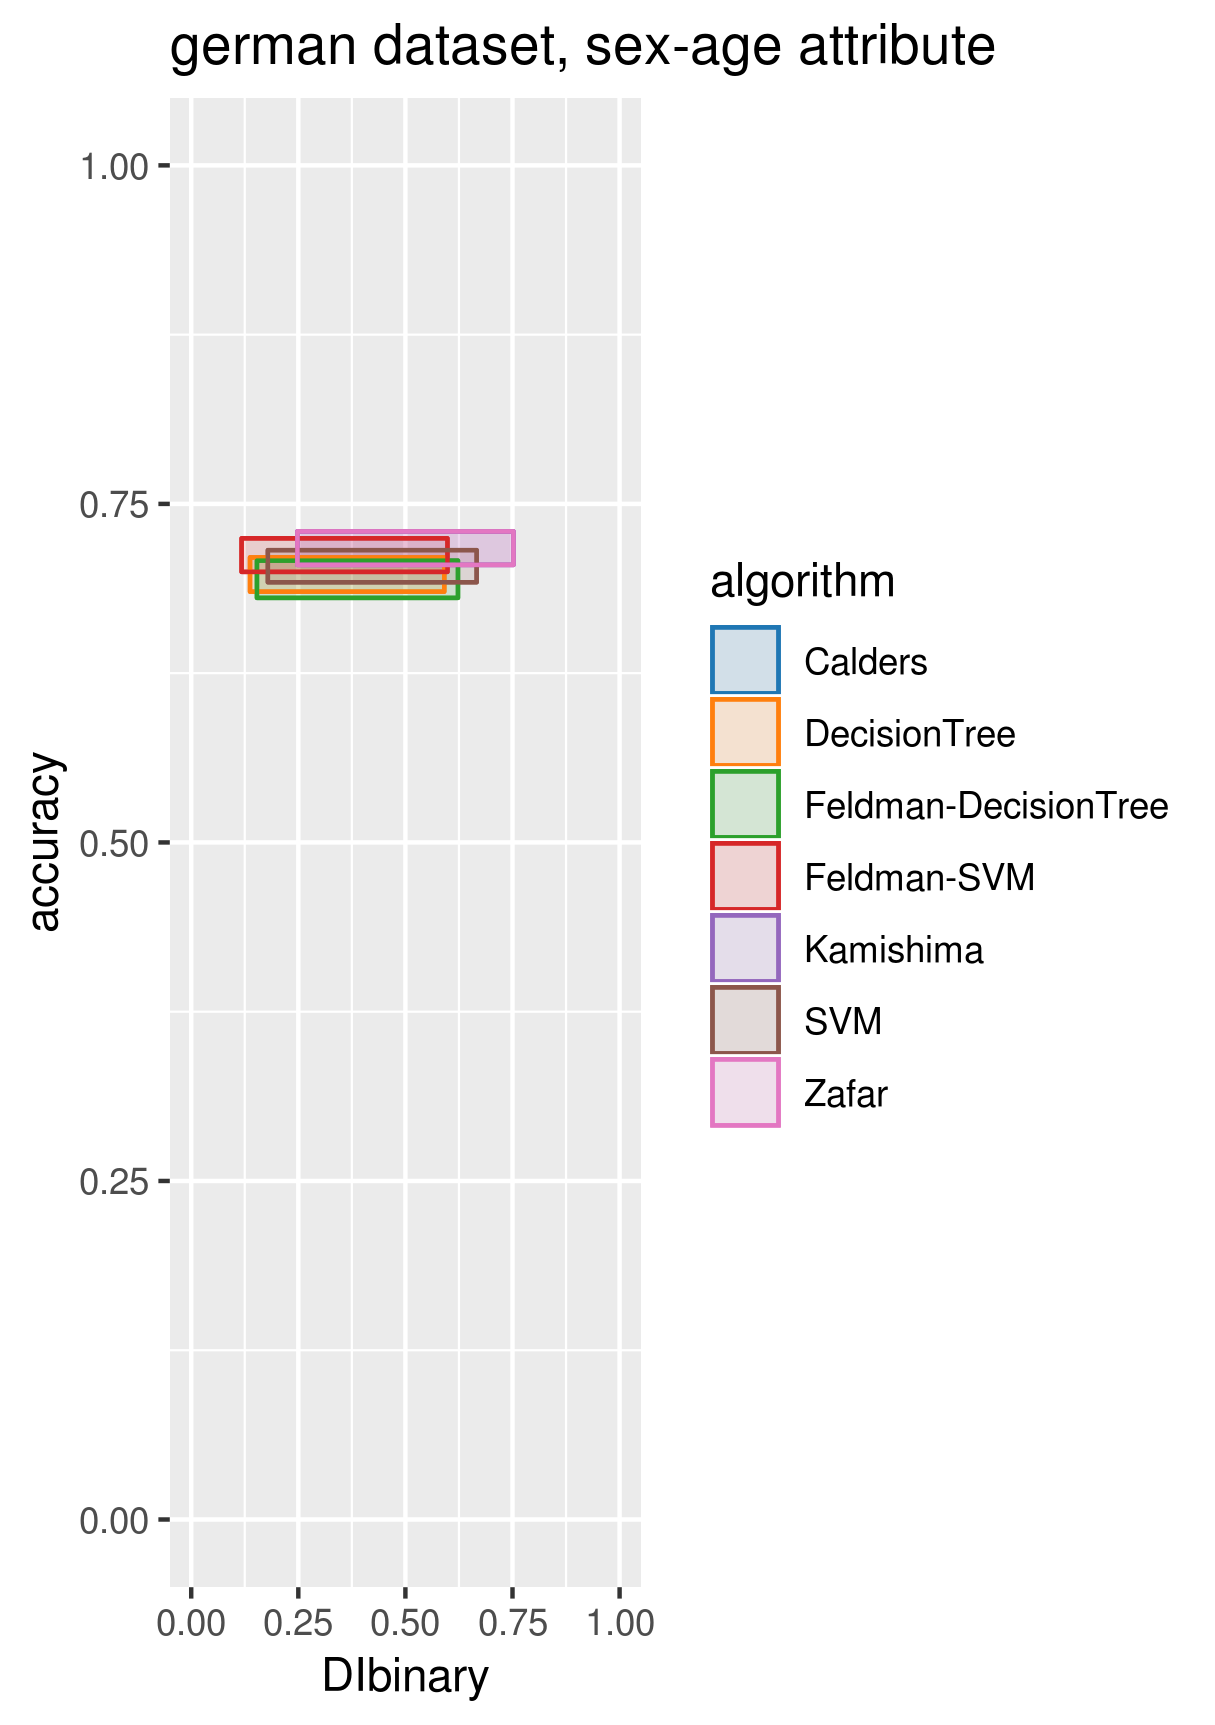 german dataset, sex-age attribute
1.00
0.75
0.50
0.25
0.00
accuracy
0.00 0.25 0.50 0.75 1.00
DIbinary
algorithm
Calders
DecisionTree
Feldman-DecisionTree
Feldman-SVM
Kamishima
SVM
Zafar